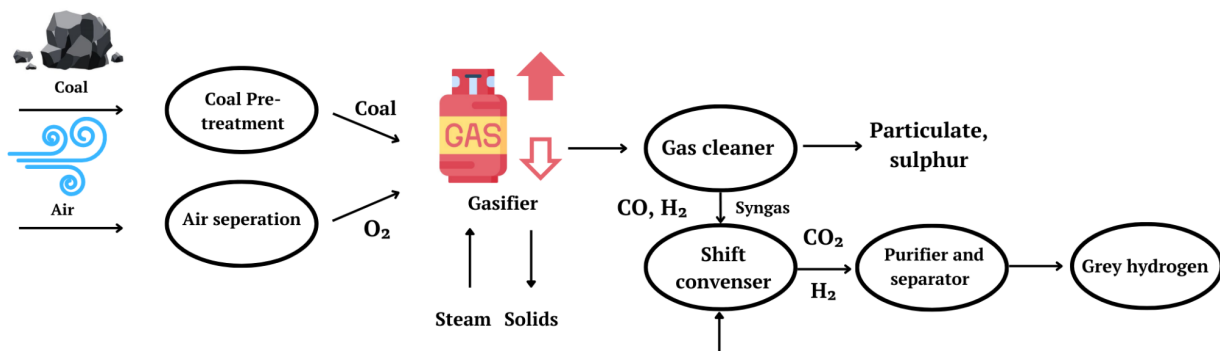 Coal
Coal Pre-
treatment
Coal
Air
Air seperation
O₂
GAS
Gasifier
Steam
Solids
Gas cleaner
Particulate,
sulphur
CO, H₂
Syngas
Shift
convenser
CO₂
H₂
Purifier and
separator
Grey hydrogen